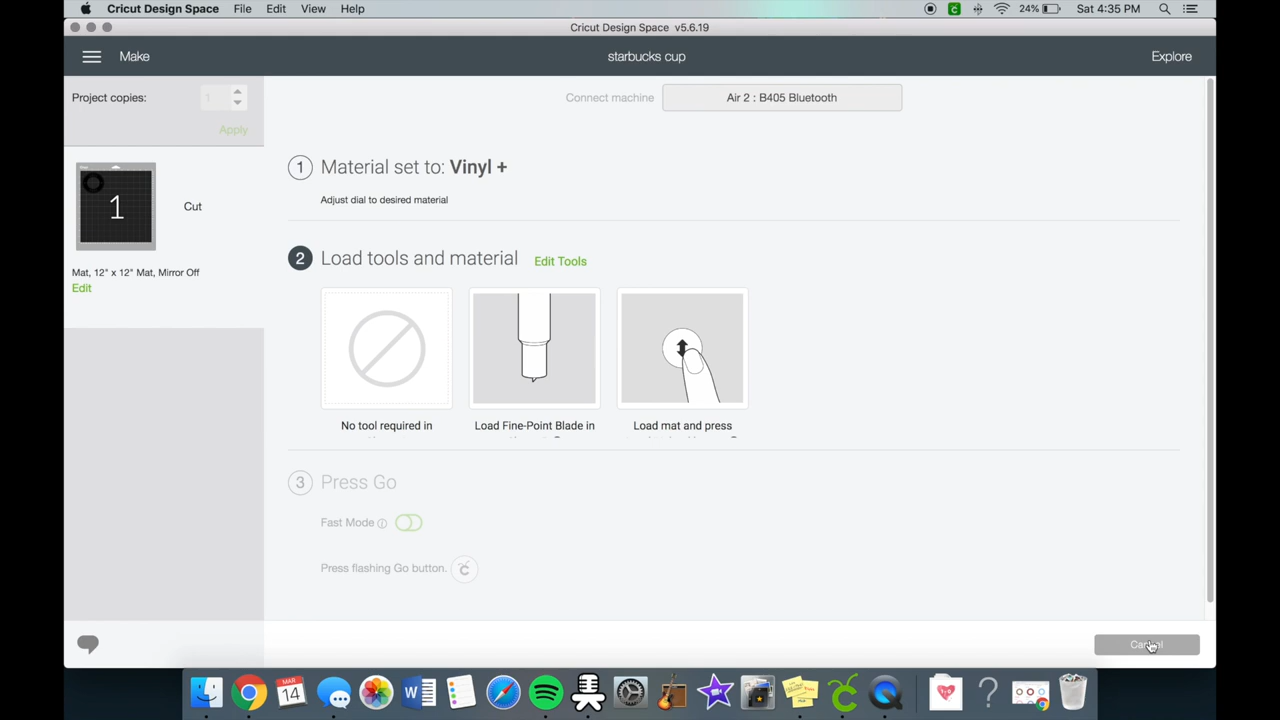 Cricut Design Space File Edit View Help 24% Sat 4:35 PM
Cricut Design Space v5.6.19
Make starbucks cup Explore
Project copies: 1
Apply
Connect machine Air 2 : B405 Bluetooth
1 Material set to: Vinyl +
Adjust dial to desired material
1 Cut
Mat, 12" x 12" Mat, Mirror Off
Edit
2 Load tools and material Edit Tools
No tool required in
Load Fine-Point Blade in
Load mat and press
3 Press Go
Fast Mode
Press flashing Go button.
Cancel
MAR
14